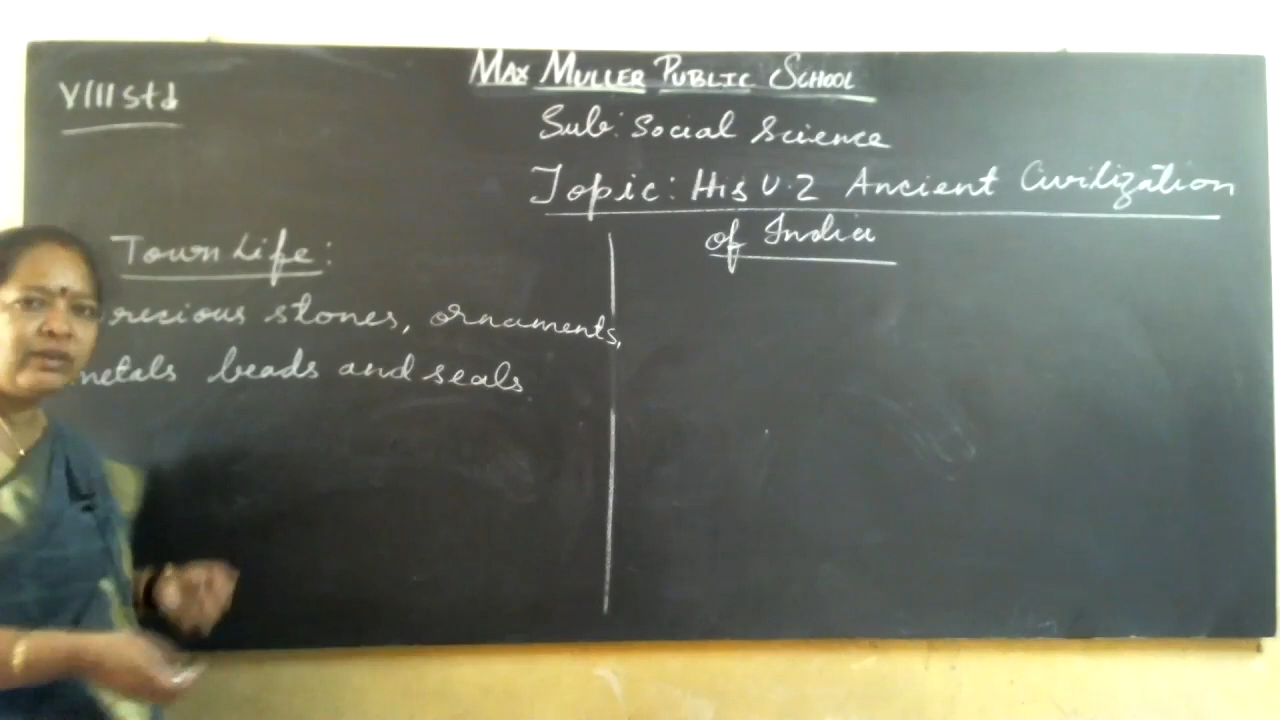 MAX MULLER PUBLIC SCHOOL
VIII Std
Sub: Social Science
Topic: His U.2 Ancient Civilization
of India
Town Life:
recious stones, ornaments,
metals beads and seals